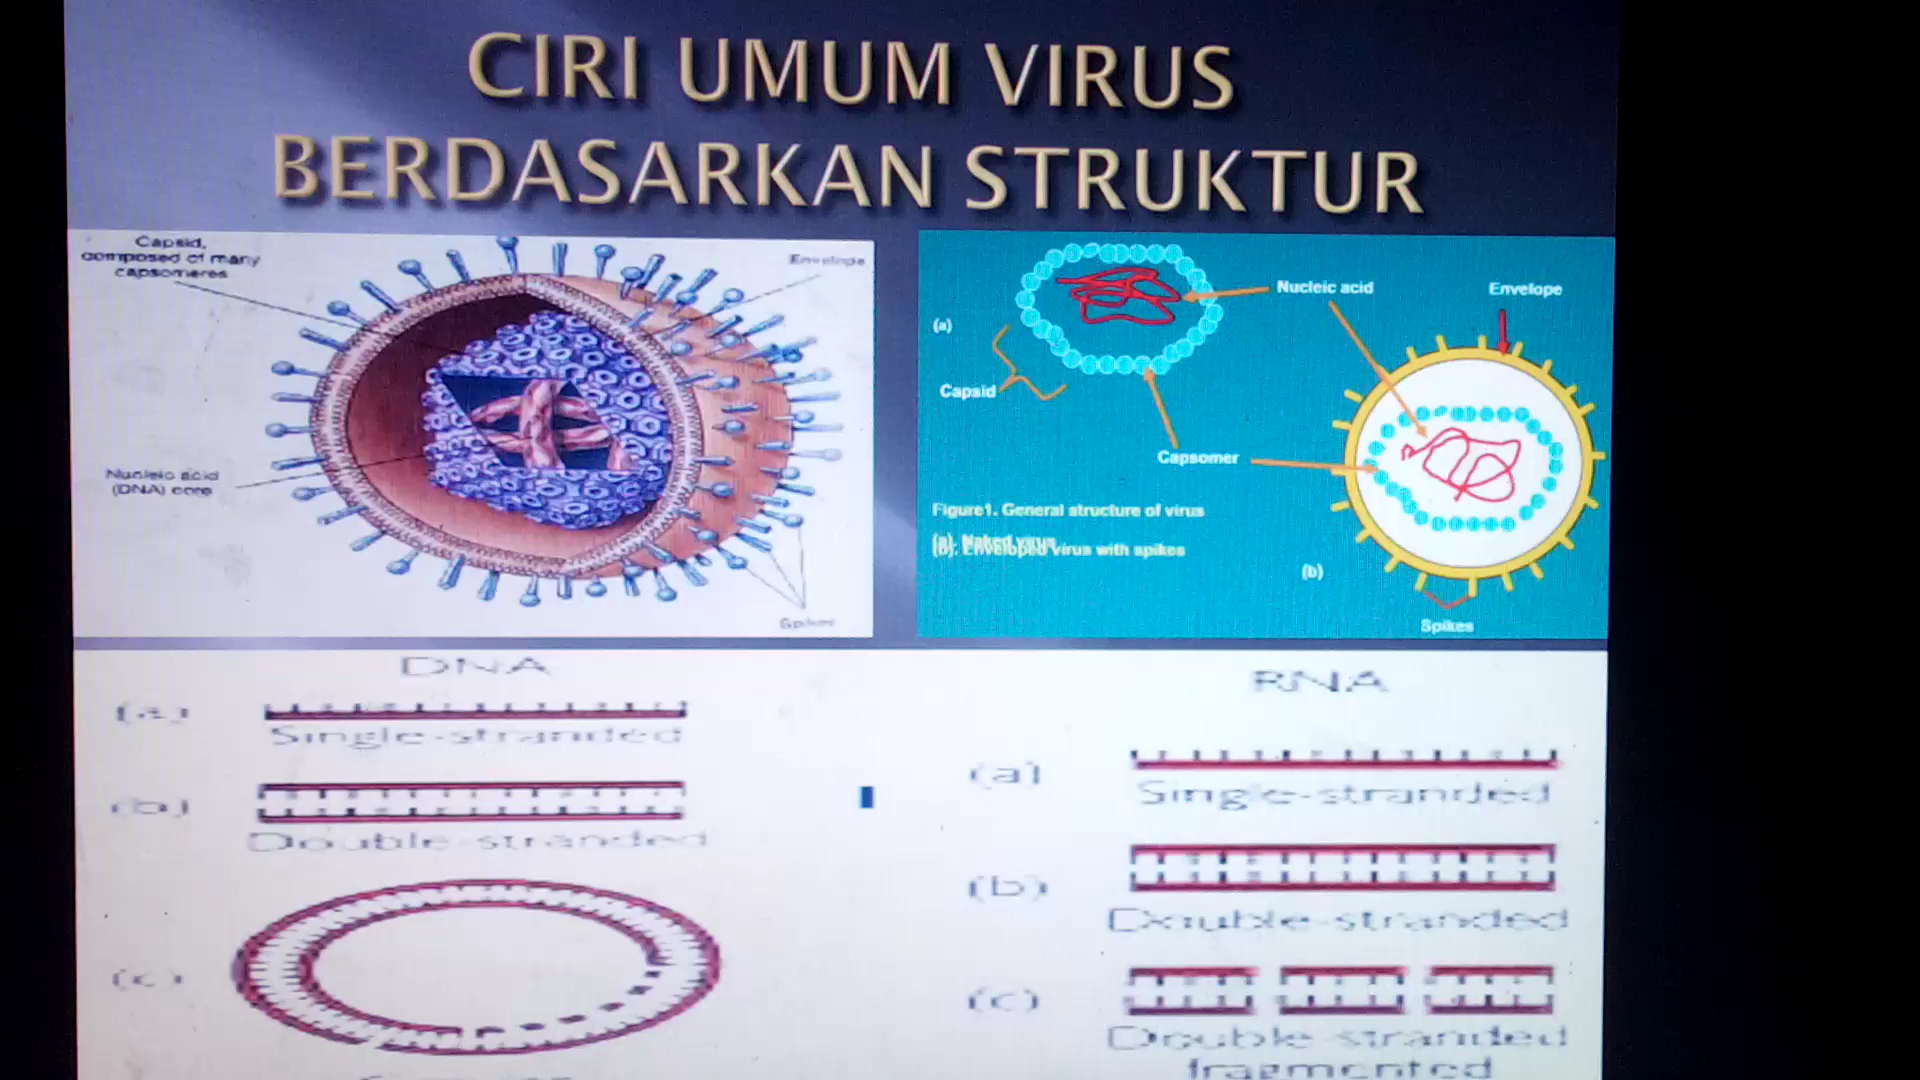 CIRI UMUM VIRUS
BERDASARKAN STRUKTUR
Capsid,
composed of many
capsomeres
Envelope
Nucleic acid
(DNA) core
Spikes
Nucleic acid
Envelope
(a)
Capsid
Capsomer
Figure1. General structure of virus
(a). Naked virus
(b). Enveloped virus with spikes
(b)
Spikes
DNA
(a)
Single-stranded
(b)
Double-stranded
(c)
RNA
(a)
Single-stranded
(b)
Double-stranded
(c)
Double-stranded
fragmented